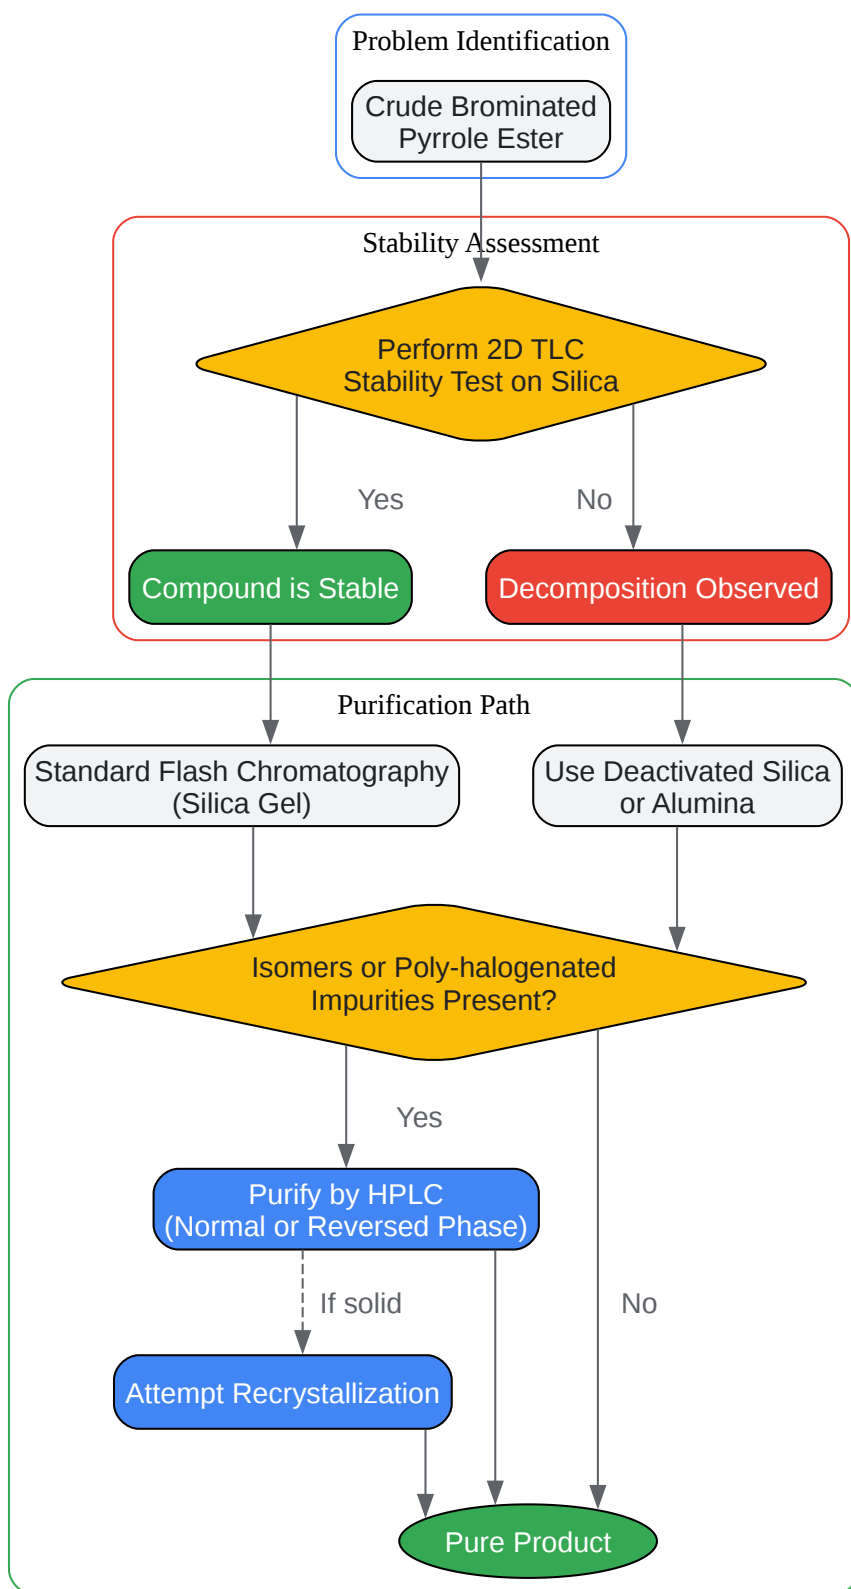 Problem Identification
Crude Brominated
Pyrrole Ester
Stability Assessment
Perform 2D TLC
Stability Test on Silica
Yes
No
Compound is Stable
Decomposition Observed
Purification Path
Standard Flash Chromatography
(Silica Gel)
Use Deactivated Silica
or Alumina
Isomers or Poly-halogenated
Impurities Present?
Yes
Purify by HPLC
(Normal or Reversed Phase)
If solid
No
Attempt Recrystallization
Pure Product